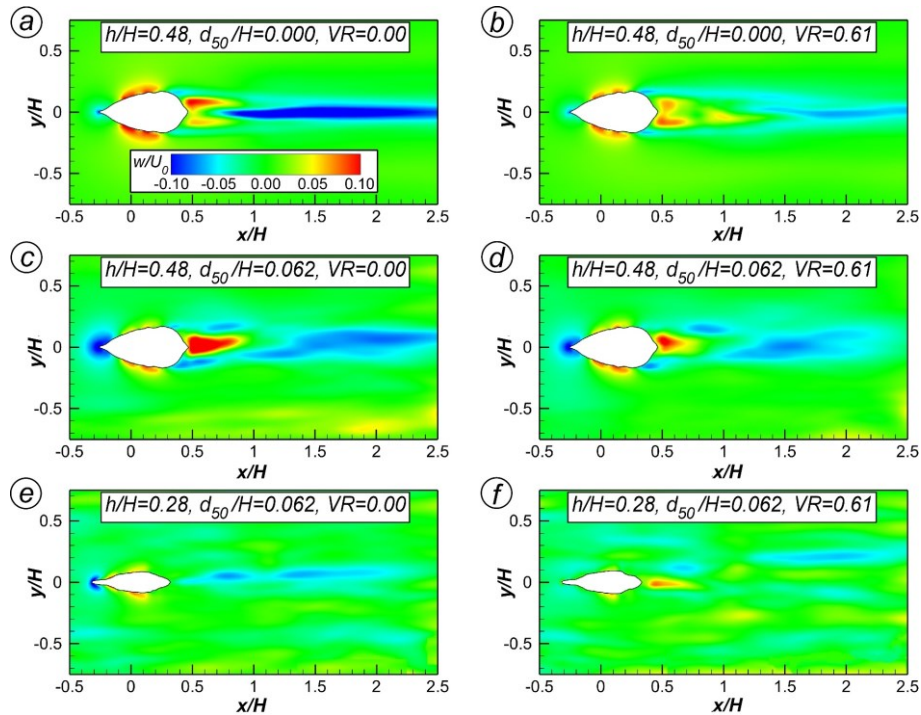 a
h/H=0.48, d50/H=0.000, VR=0.00
y/H
0.5
0
-0.5
w/U0
-0.10 -0.05 0.00 0.05 0.10
-0.5 0 0.5 1 1.5 2 2.5
x/H
b
h/H=0.48, d50/H=0.000, VR=0.61
y/H
0.5
0
-0.5
-0.5 0 0.5 1 1.5 2 2.5
x/H
c
h/H=0.48, d50/H=0.062, VR=0.00
y/H
0.5
0
-0.5
-0.5 0 0.5 1 1.5 2 2.5
x/H
d
h/H=0.48, d50/H=0.062, VR=0.61
y/H
0.5
0
-0.5
-0.5 0 0.5 1 1.5 2 2.5
x/H
e
h/H=0.28, d50/H=0.062, VR=0.00
y/H
0.5
0
-0.5
-0.5 0 0.5 1 1.5 2 2.5
x/H
f
h/H=0.28, d50/H=0.062, VR=0.61
y/H
0.5
0
-0.5
-0.5 0 0.5 1 1.5 2 2.5
x/H